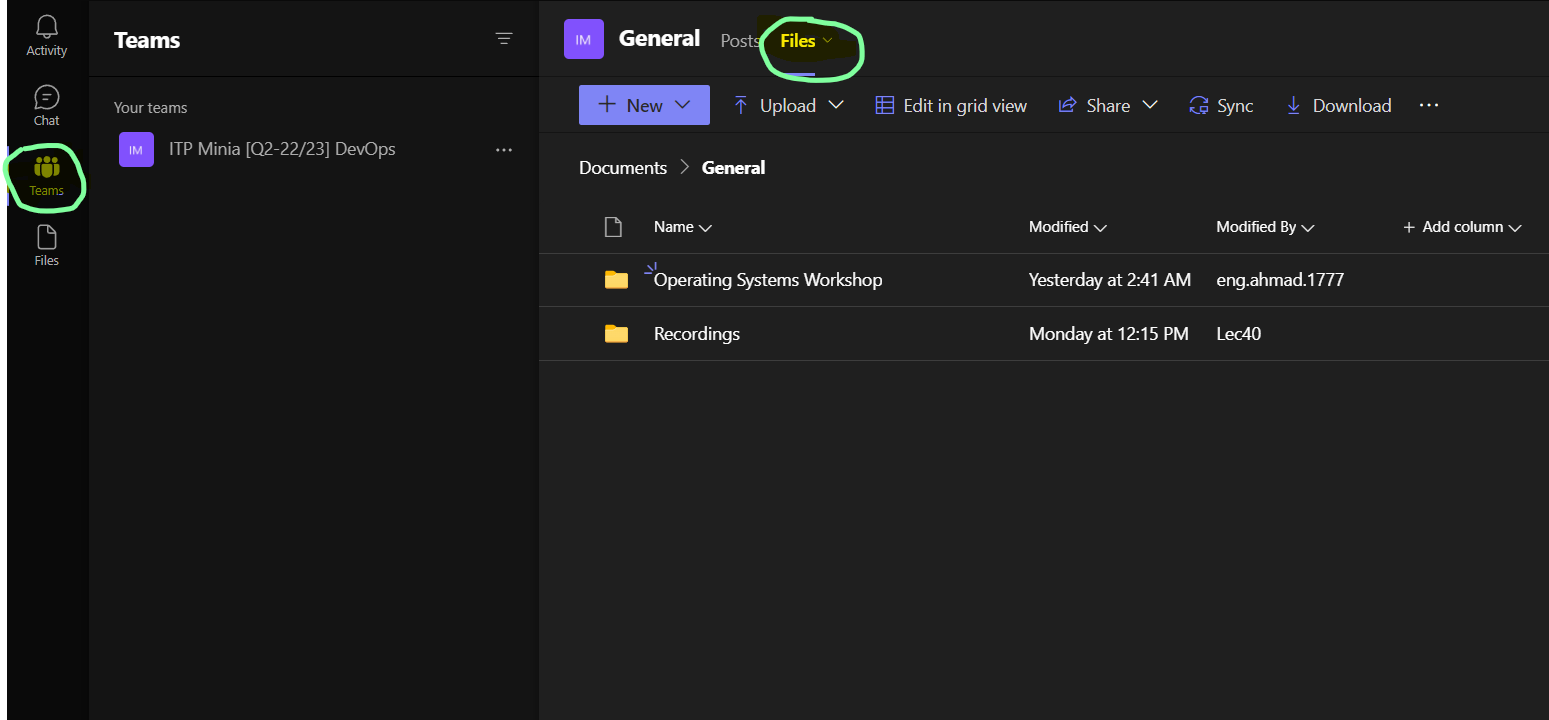 Activity
Chat
Teams
Files
Teams
Your teams
IM ITP Minia [Q2-22/23] DevOps ...
IM General Posts Files
+ New Upload Edit in grid view Share Sync Download ...
Documents > General
Name Modified Modified By + Add column
Operating Systems Workshop Yesterday at 2:41 AM eng.ahmad.1777
Recordings Monday at 12:15 PM Lec40